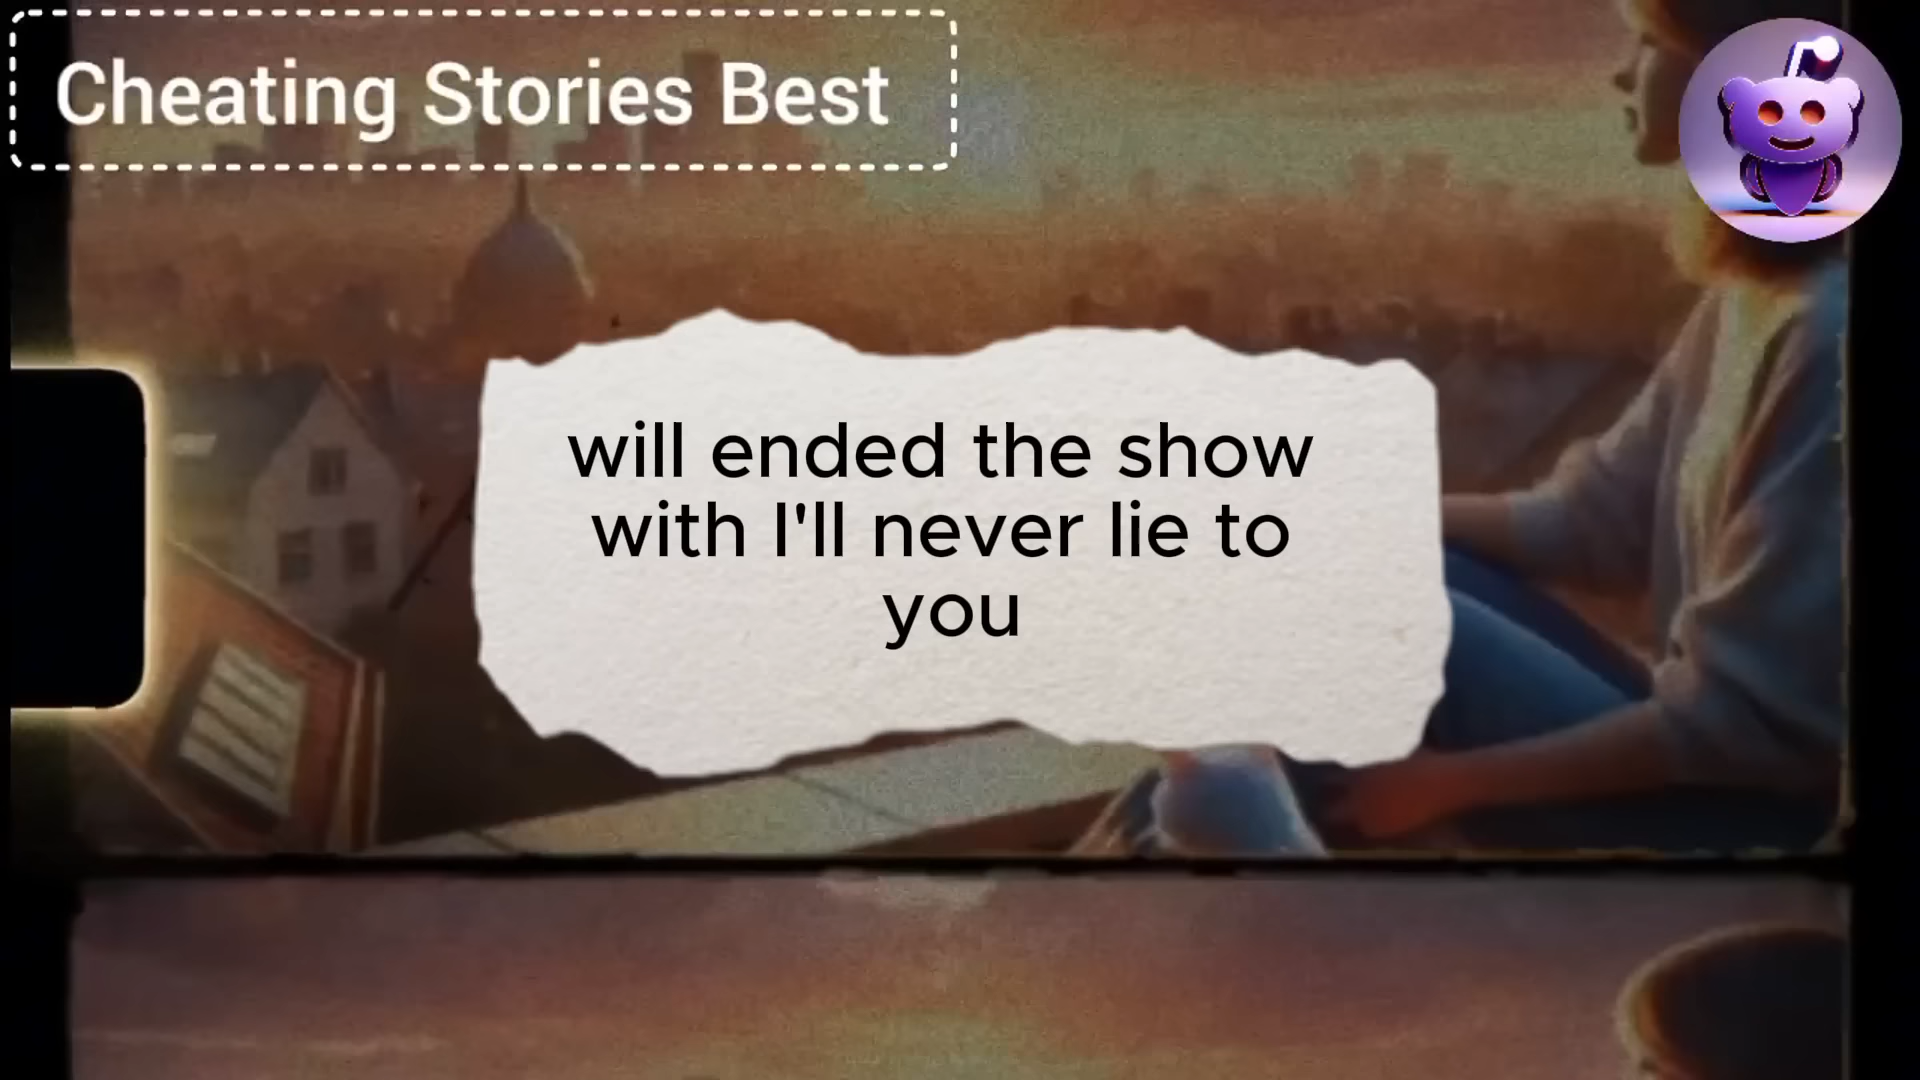 Cheating Stories Best
will ended the show
with I'll never lie to
you